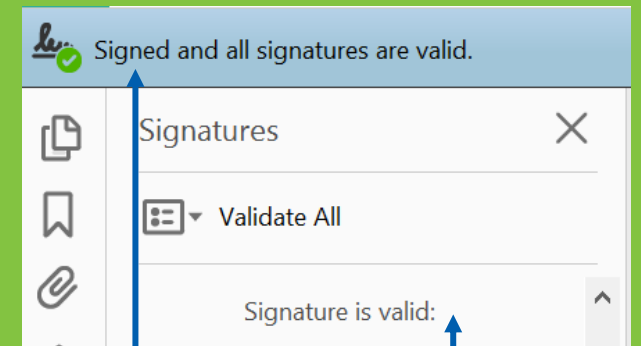 Signed and all signatures are valid.
Signatures
Validate All
Signature is valid: